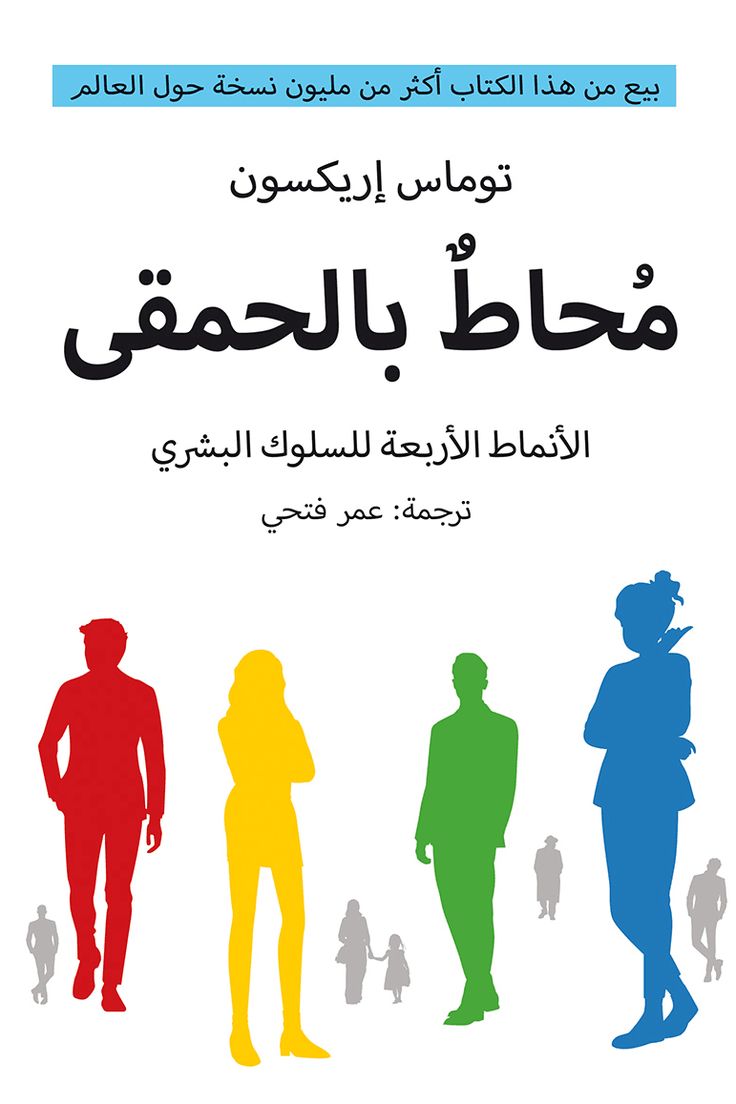 بيع من هذا الكتاب أكثر من مليون نسخة حول العالم
توماس إريكسون
مُحاطٌ بالحمقى
الأنماط الأربعة للسلوك البشري
ترجمة: عمر فتحي